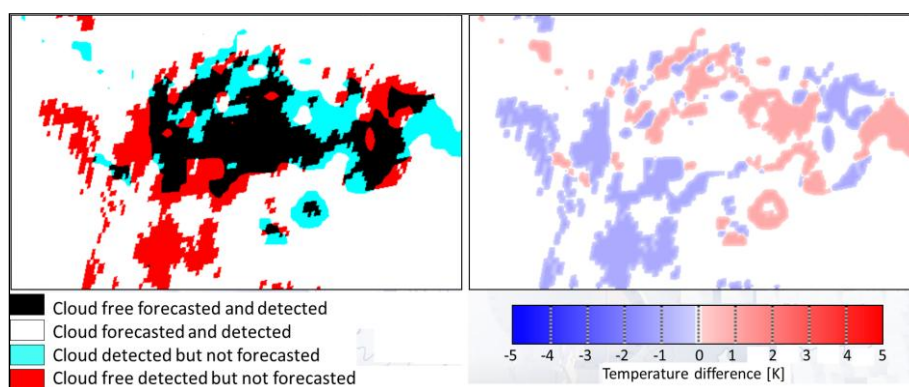 Cloud free forecasted and detected
Cloud forecasted and detected
Cloud detected but not forecasted
Cloud free detected but not forecasted
-5 -4 -3 -2 -1 0 1 2 3 4 5
Temperature difference [K]